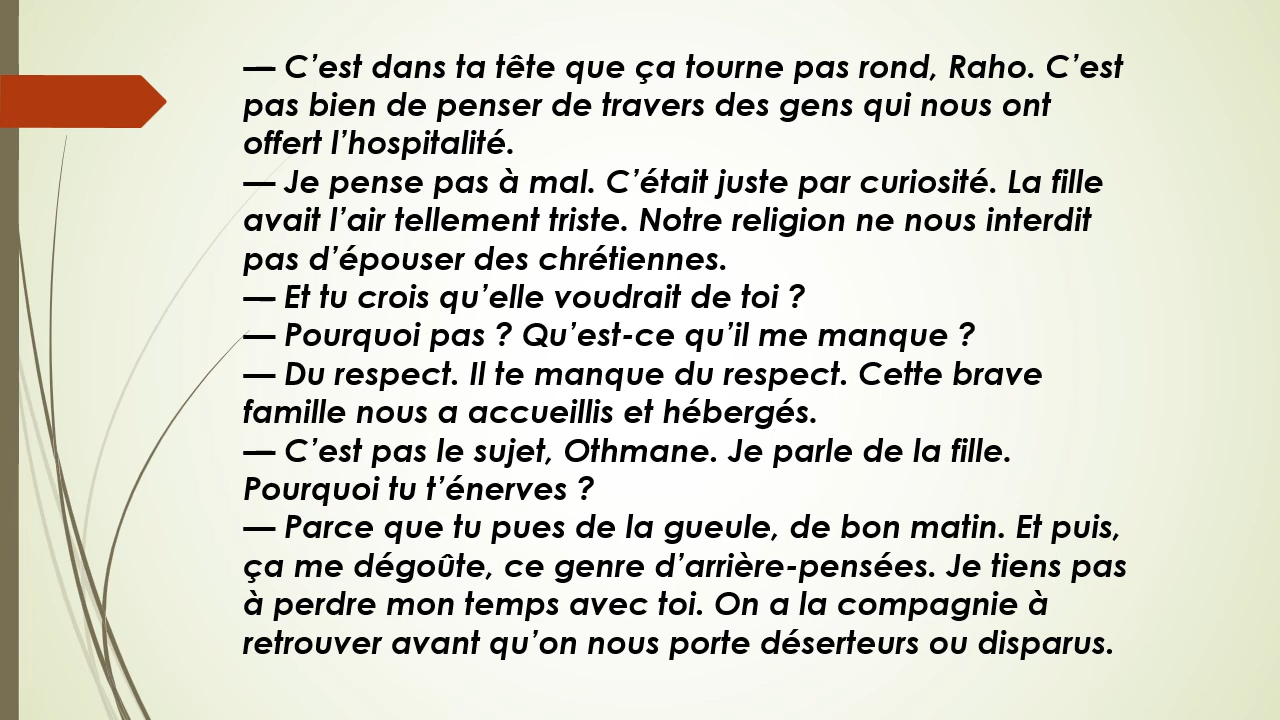 — C’est dans ta tête que ça tourne pas rond, Raho. C’est
pas bien de penser de travers des gens qui nous ont
offert l’hospitalité.
— Je pense pas à mal. C’était juste par curiosité. La fille
avait l’air tellement triste. Notre religion ne nous interdit
pas d’épouser des chrétiennes.
— Et tu crois qu’elle voudrait de toi ?
— Pourquoi pas ? Qu’est-ce qu’il me manque ?
— Du respect. Il te manque du respect. Cette brave
famille nous a accueillis et hébergés.
— C’est pas le sujet, Othmane. Je parle de la fille.
Pourquoi tu t’énerves ?
— Parce que tu pues de la gueule, de bon matin. Et puis,
ça me dégoûte, ce genre d’arrière-pensées. Je tiens pas
à perdre mon temps avec toi. On a la compagnie à
retrouver avant qu’on nous porte déserteurs ou disparus.